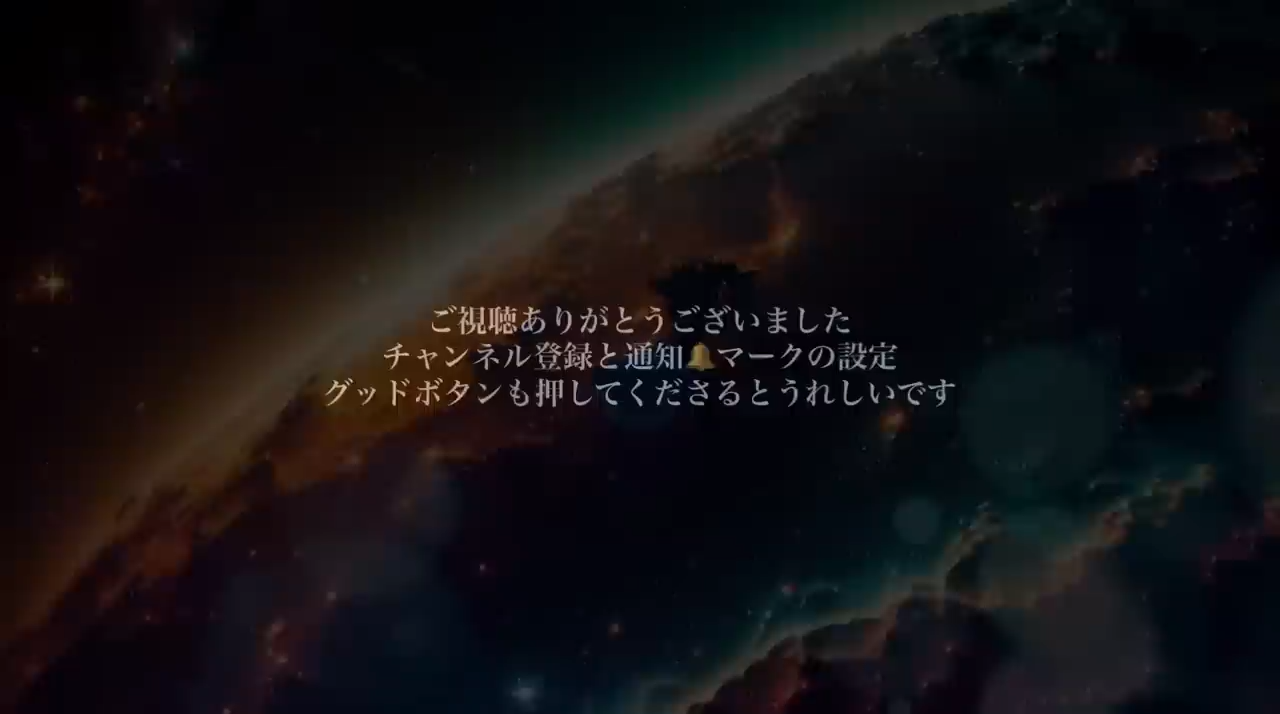 ご視聴ありがとうございました
チャンネル登録と通知🔔マークの設定
グッドボタンも押してくださるとうれしいです